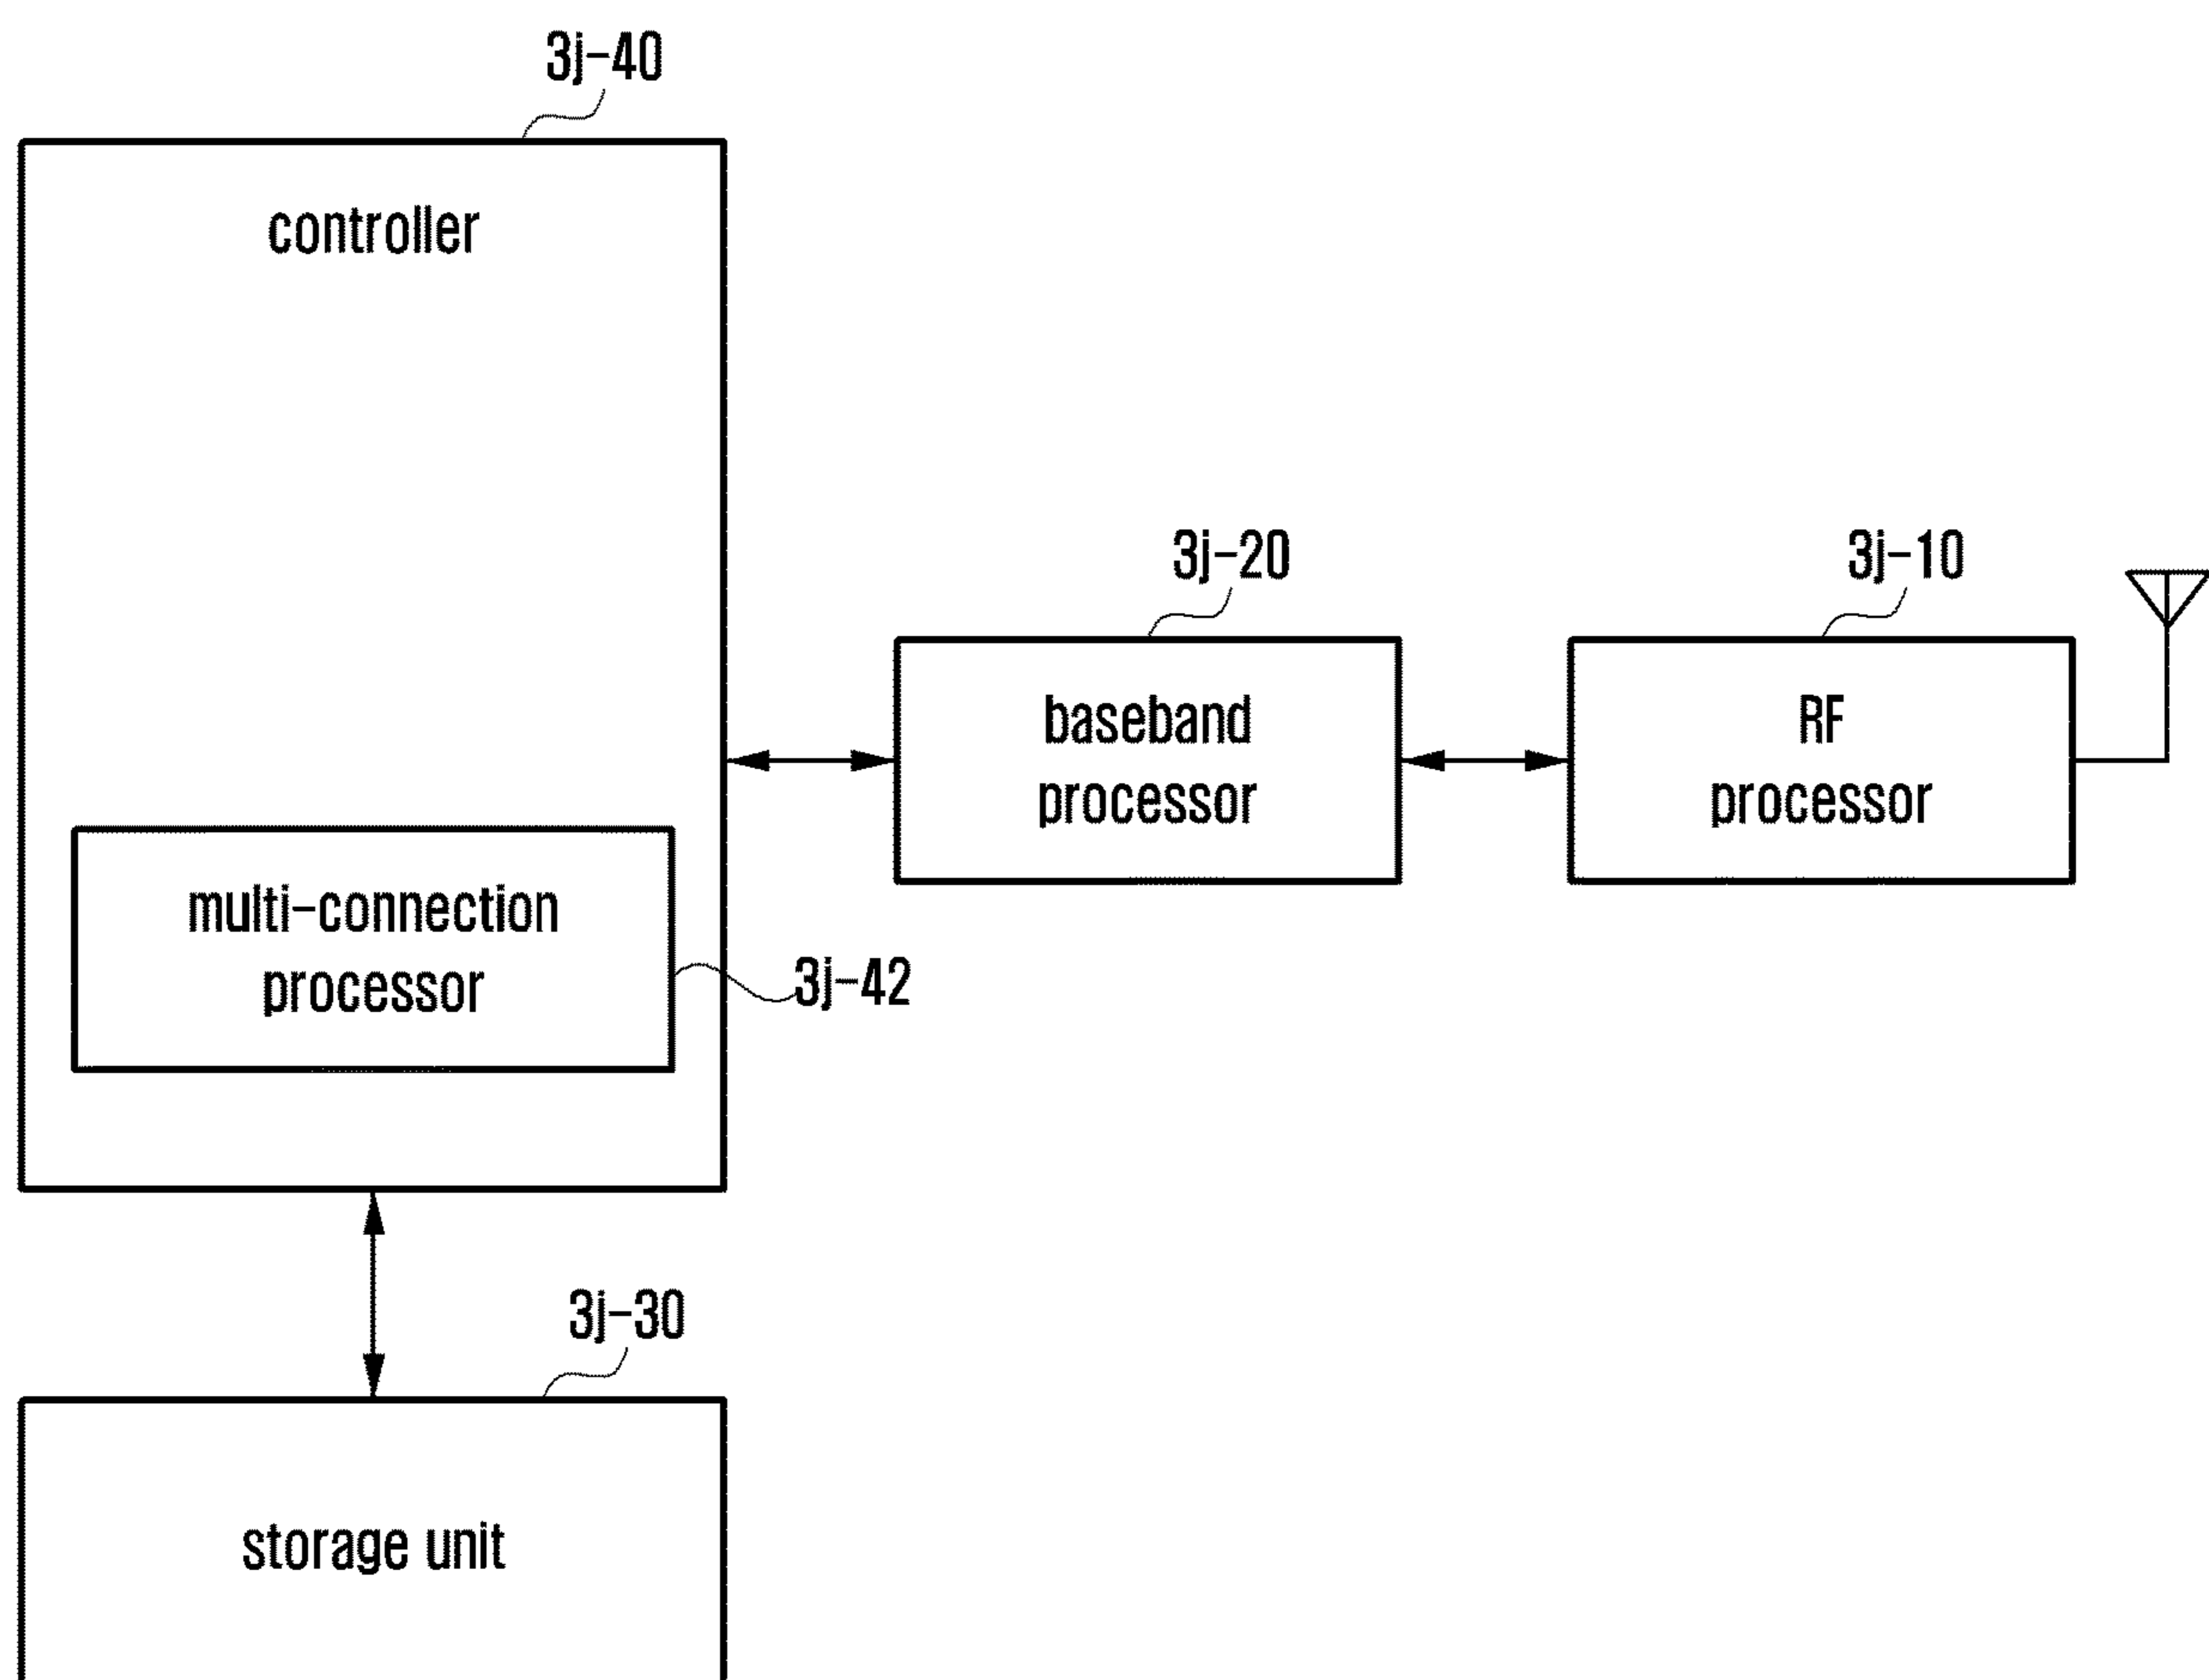 3j-40
controller
3j-20
3j-10
baseband
processor
RF
processor
multi-connection
processor
3j-42
3j-30
storage unit